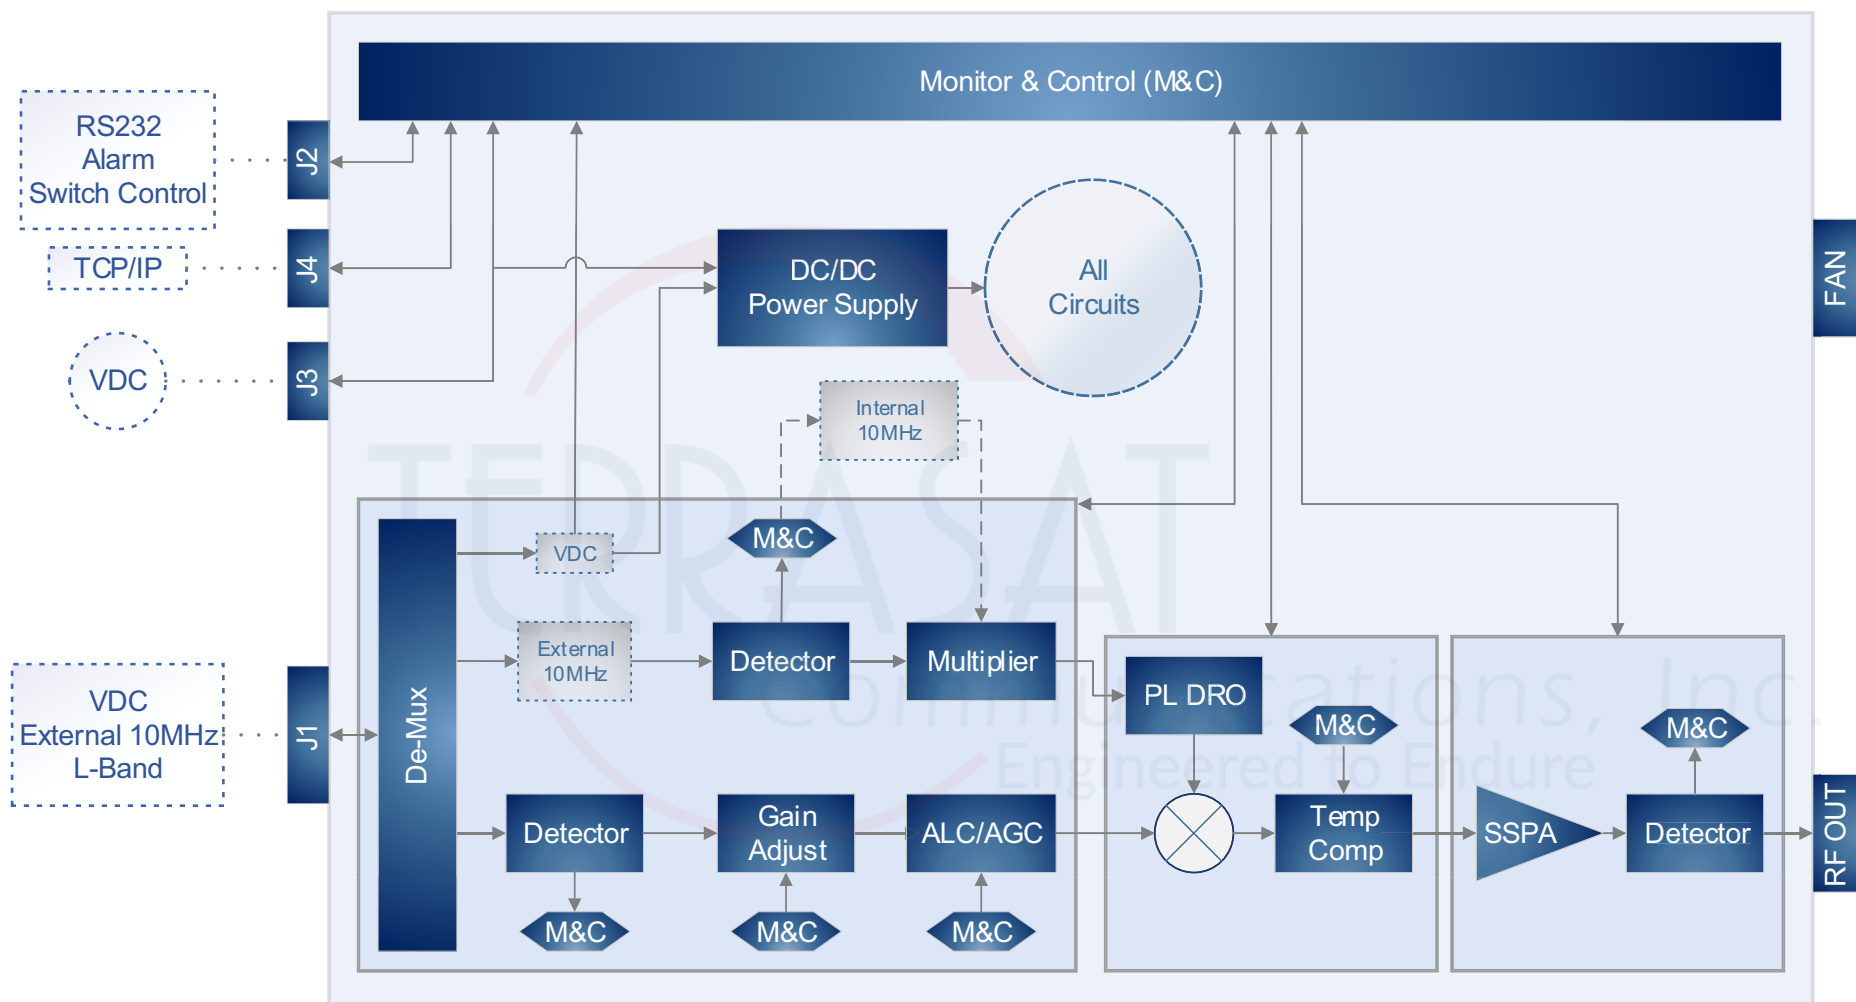 Monitor & Control (M&C)
RS232
Alarm
Switch Control
J2
TCP/IP
J4
VDC
J3
DC/DC
Power Supply
All
Circuits
FAN
Internal
10MHz
TERRASAT
Communications, Inc.
Engineered to Endure
VDC
M&C
External
10MHz
Detector
Multiplier
PL DRO
M&C
M&C
VDC
External 10MHz
L-Band
J1
De-Mux
Detector
Gain
Adjust
ALC/AGC
Temp
Comp
SSPA
Detector
RF OUT
M&C
M&C
M&C